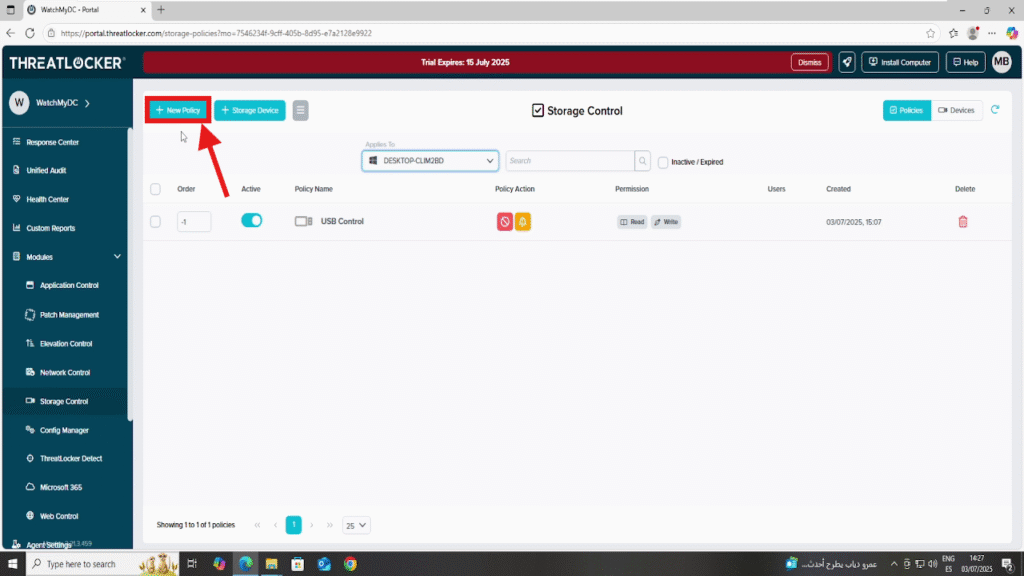 WatchMyDC - Portal
https://portal.threatlocker.com/storage-policies?mo=7546234f-9cff-405b-8d95-e7a2128e9922
THREATLOCKER
Trial Expires: 15 July 2025
Dismiss
Install Computer
Help
MB
W
WatchMyDC
New Policy
Storage Device
Storage Control
Policies
Devices
Response Center
Unified Audit
Health Center
Custom Reports
Modules
Application Control
Patch Management
Elevation Control
Network Control
Storage Control
Config Manager
ThreatLocker Detect
Microsoft 365
Web Control
Agent Settings
Applies To
DESKTOP-CLIM2BD
Search
Inactive / Expired
Order
Active
Policy Name
Policy Action
Permission
Users
Created
Delete
-1
USB Control
Read
Write
03/07/2025, 15:07
Showing 1 to 1 of 1 policies
1
25
Type here to search
عمرو دياب يطرح أحدث...
ENG
ES
14:27
03/07/2025
2